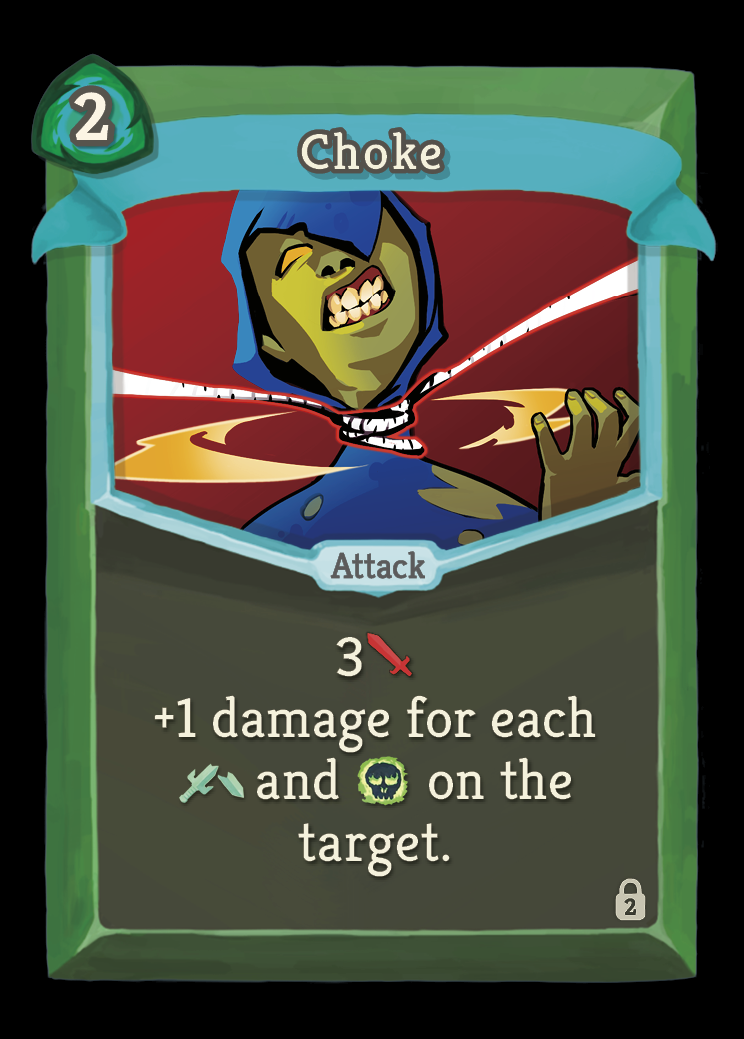 2
Choke
Attack
3
+1 damage for each
and on the
target.
2